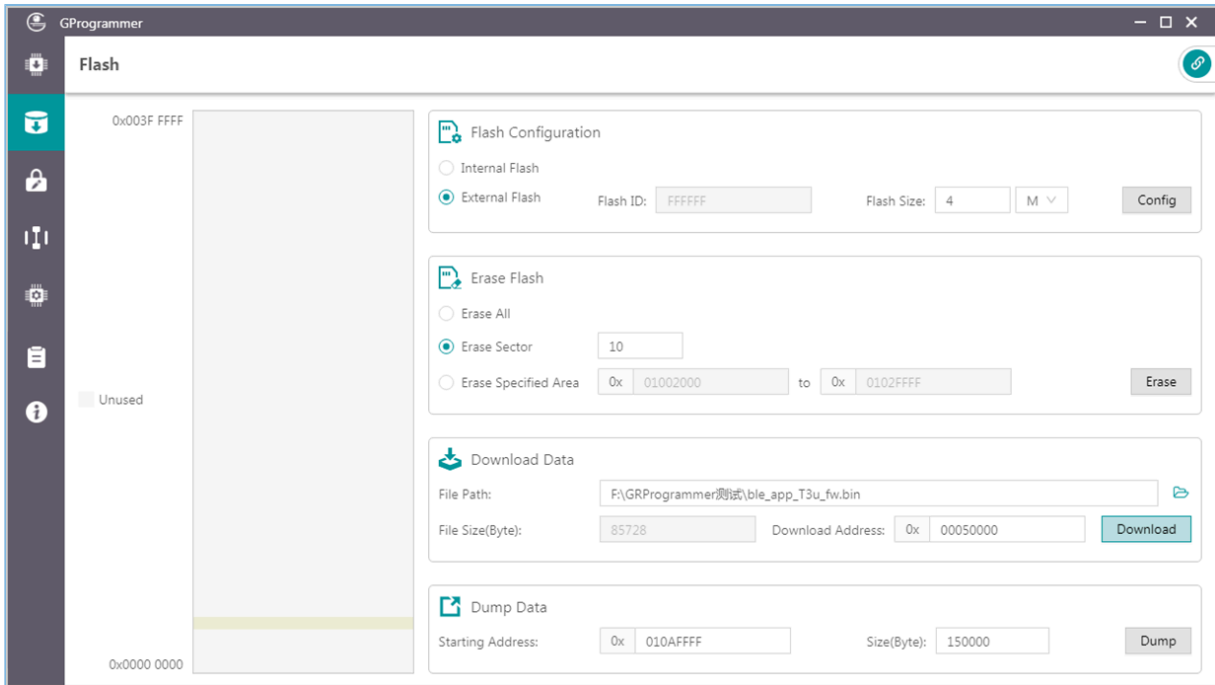 GProgrammer
Flash
0x003F FFFF
Unused
0x0000 0000
Flash Configuration
Internal Flash
External Flash Flash ID: FFFFFF Flash Size: 4 M Config
Erase Flash
Erase All
Erase Sector 10
Erase Specified Area 0x 01002000 to 0x 0102FFFF Erase
Download Data
File Path: F:\GRProgrammer测试\ble_app_T3u_fw.bin
File Size(Byte): 85728 Download Address: 0x 00050000 Download
Dump Data
Starting Address: 0x 010AFFFF Size(Byte): 150000 Dump